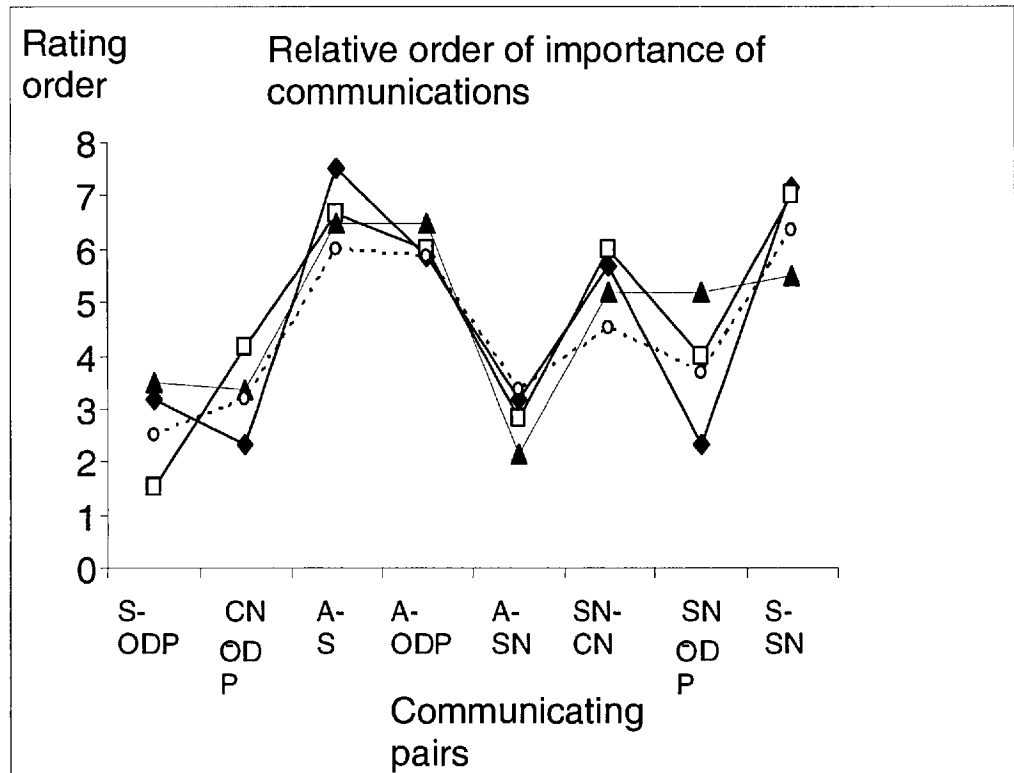 Rating
order
Relative order of importance of
communications
8
7
6
5
4
3
2
1
0
S-
ODP
CN
-OD
P
A-
S
A-
ODP
A-
SN
SN-
CN
SN
-OD
P
S-
SN
Communicating
pairs